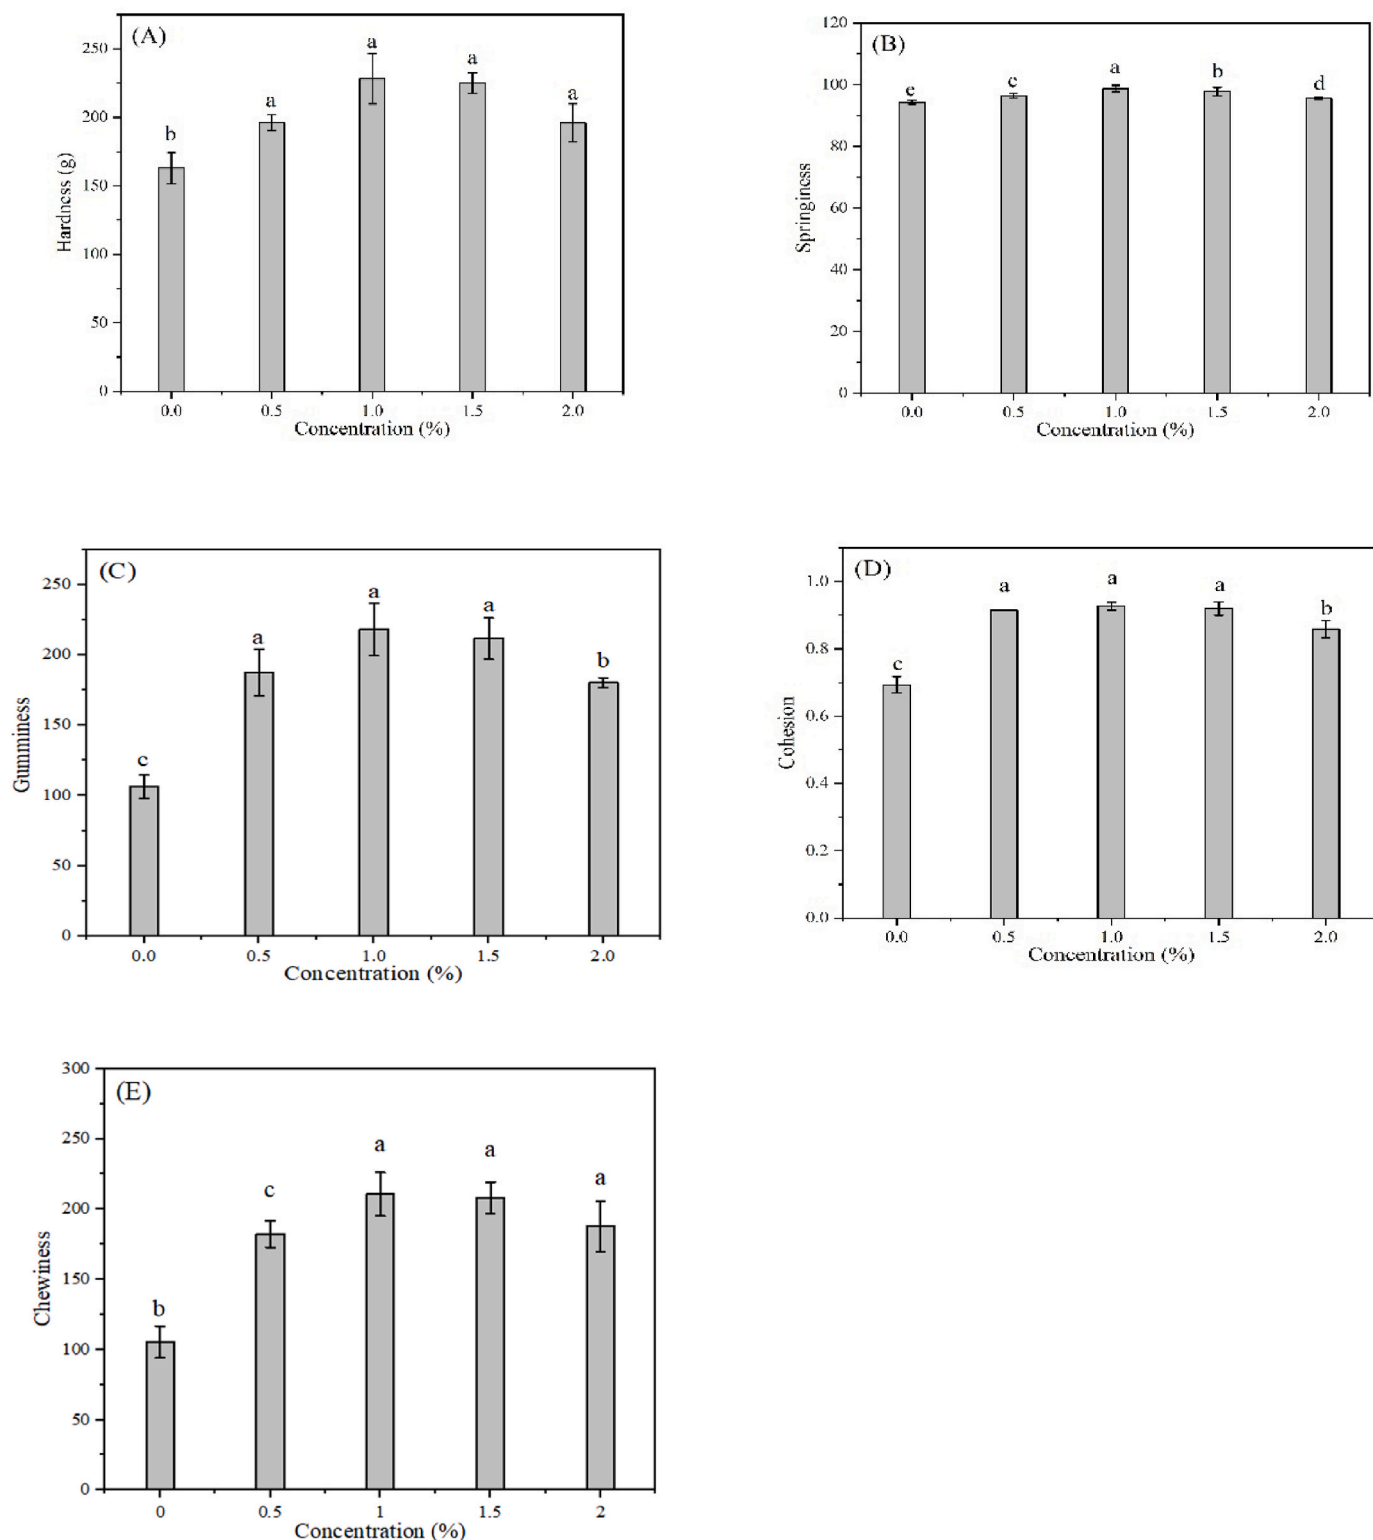 (A)
a
a
a
a
b
250
200
150
100
50
0
Hardness (g)
0.0 0.5 1.0 1.5 2.0
Concentration (%)
(B)
e c a b d
120
100
80
60
40
20
0
Springiness
0.0 0.5 1.0 1.5 2.0
Concentration (%)
(C)
c a a a b
250
200
150
100
50
0
Gumminess
0.0 0.5 1.0 1.5 2.0
Concentration (%)
(D)
c a a a b
1.0
0.8
0.6
0.4
0.2
0.0
Cohesion
0.0 0.5 1.0 1.5 2.0
Concentration (%)
(E)
b c a a a
300
250
200
150
100
50
0
Chewiness
0 0.5 1 1.5 2
Concentration (%)